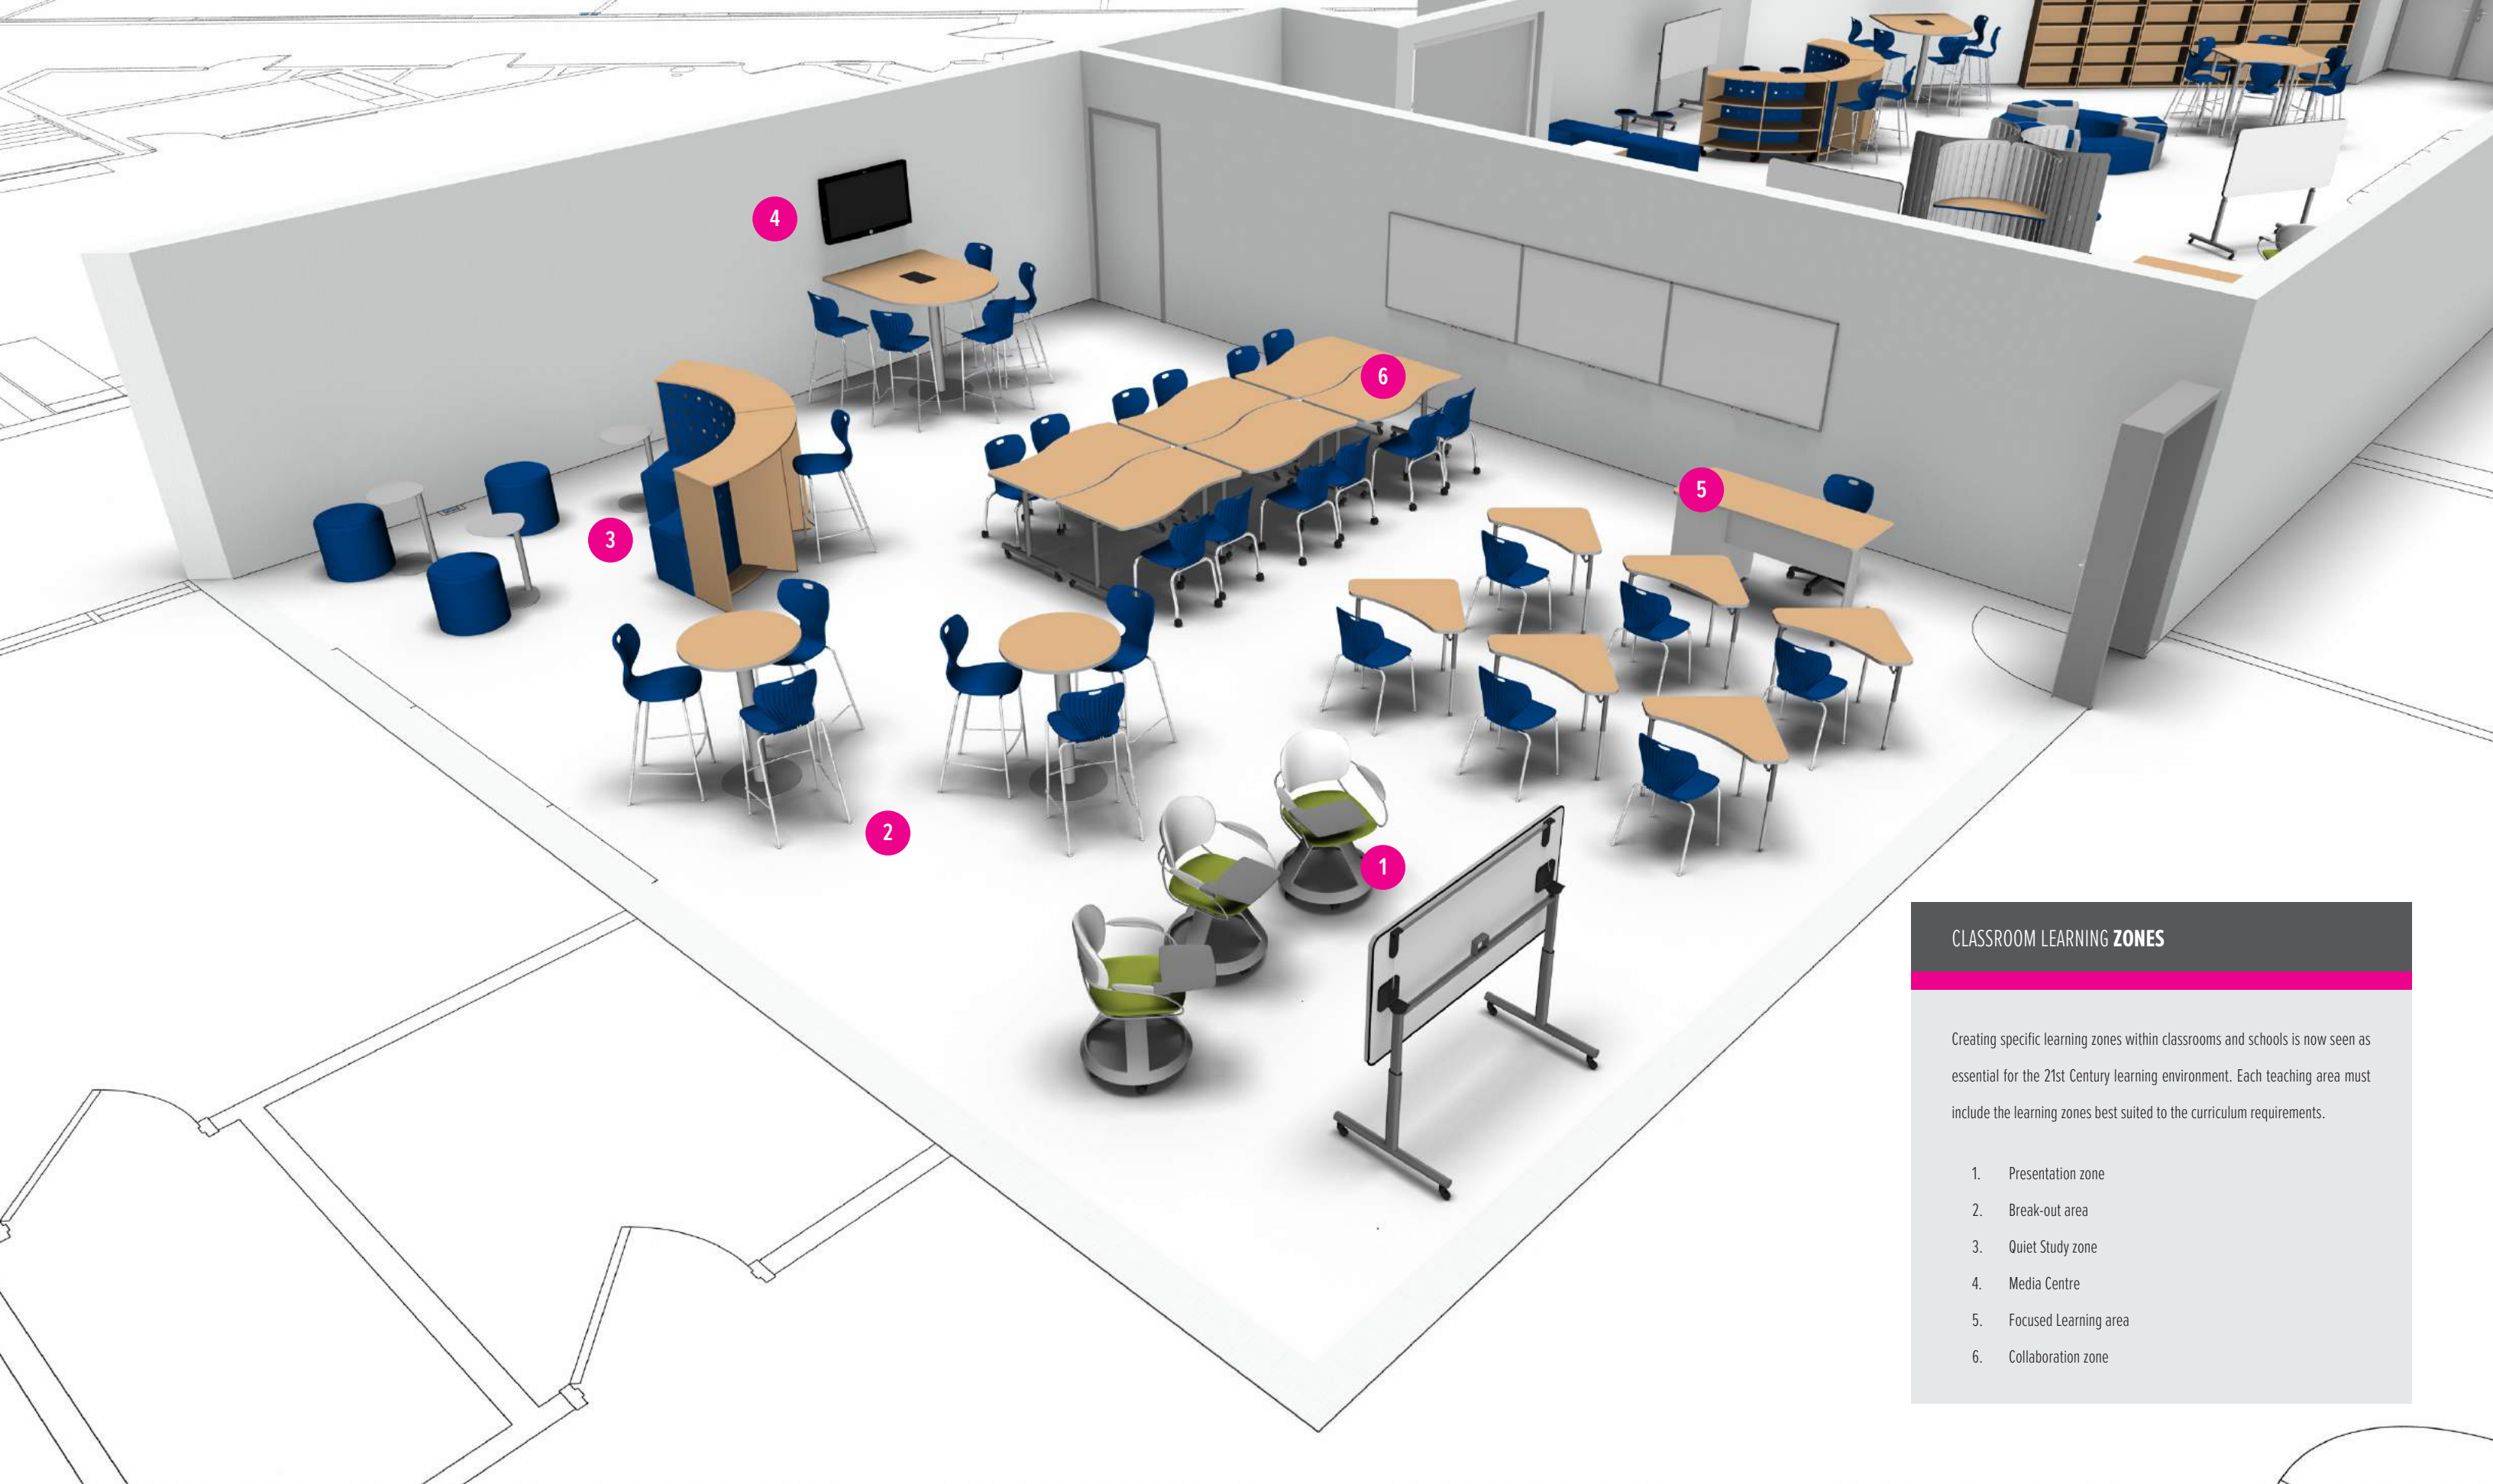 4
6
5
3
2
1
CLASSROOM LEARNING ZONES
Creating specific learning zones within classrooms and schools is now seen as
essential for the 21st Century learning environment. Each teaching area must
include the learning zones best suited to the curriculum requirements.
1. Presentation zone
2. Break-out area
3. Quiet Study zone
4. Media Centre
5. Focused Learning area
6. Collaboration zone